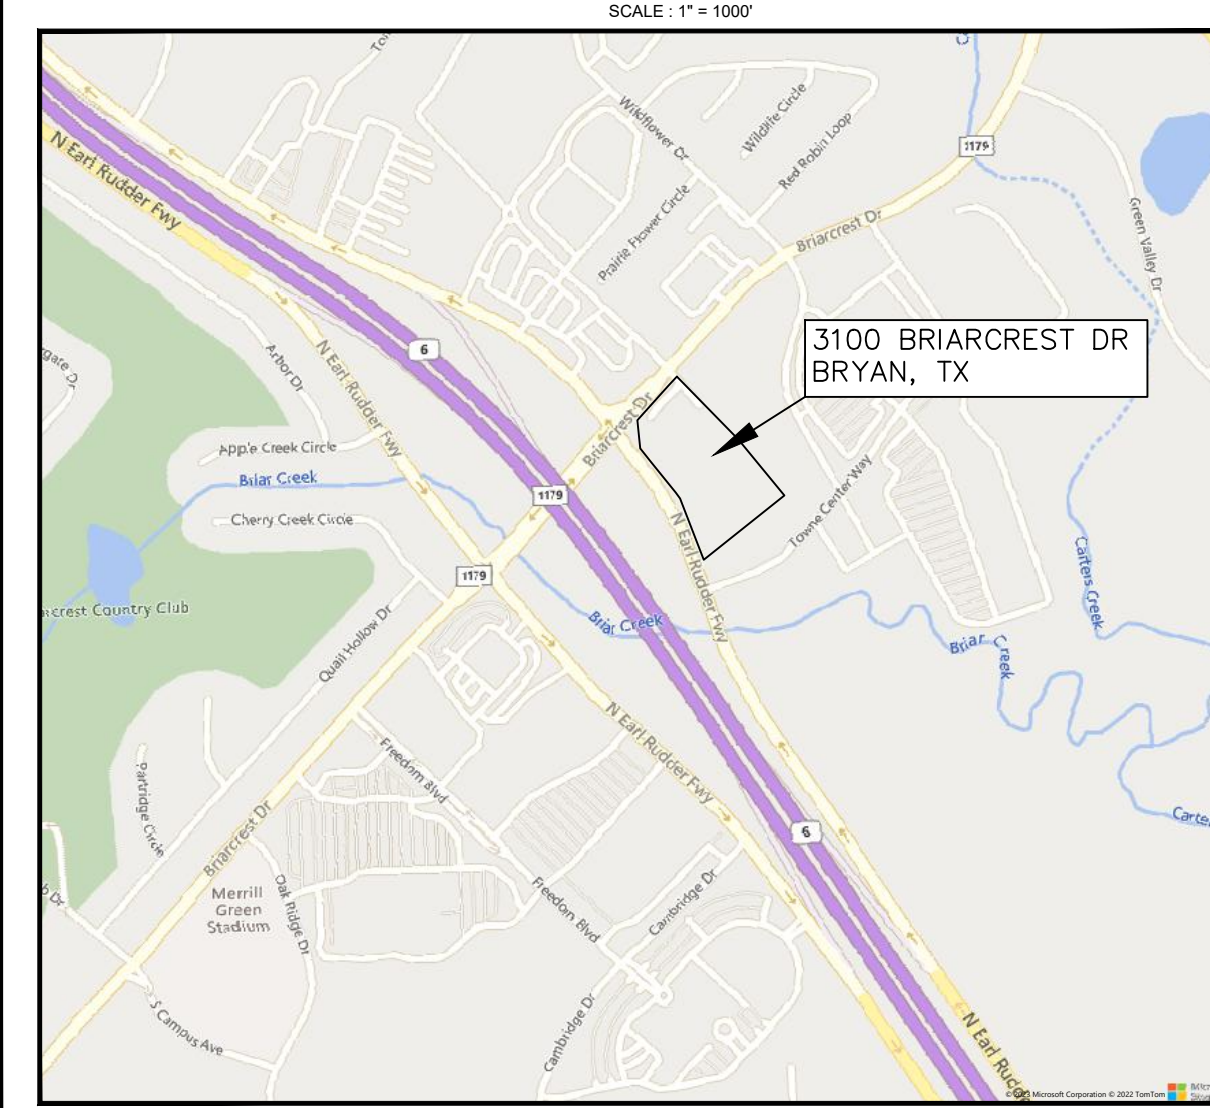 SCALE : 1" = 1000'
N Earl Rudder Fwy
Wildflower Dr
Wildlife Circle
Red Robin Loop
1179
Prairie Flower Circle
Briarcrest Dr
Green Valley Dr
3100 BRIARCREST DR
BRYAN, TX
6
Arbor Dr
N Earl Rudder Fwy
Briarcrest Dr
Apple Creek Circle
Briar Creek
1179
Cherry Creek Circle
Towne Center Way
N Earl Rudder Fwy
1179
Carters Creek
crest Country Club
Quail Hollow Dr
Briar Creek
Briar Creek
N Earl Rudder Fwy
Freedom Blvd
Partridge Circle
6
Briarcrest Dr
Merrill
Green
Stadium
Oak Ridge Dr
Freedom Blvd
Cambridge Dr
S Campus Ave
Cambridge Dr
N Earl
Microsoft Corporation © 2022 TomTom